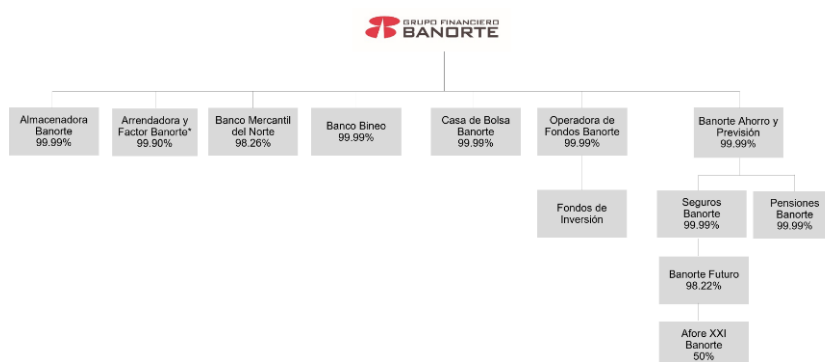 GRUPO FINANCIERO
BANORTE
Almacenadora
Banorte
99.99%
Arrendadora y
Factor Banorte*
99.90%
Banco Mercantil
del Norte
98.26%
Banco Bineo
99.99%
Casa de Bolsa
Banorte
99.99%
Operadora de
Fondos Banorte
99.99%
Banorte Ahorro y
Previsión
99.99%
Fondos de
Inversión
Seguros
Banorte
99.99%
Pensiones
Banorte
99.99%
Banorte Futuro
98.22%
Afore XXI
Banorte
50%